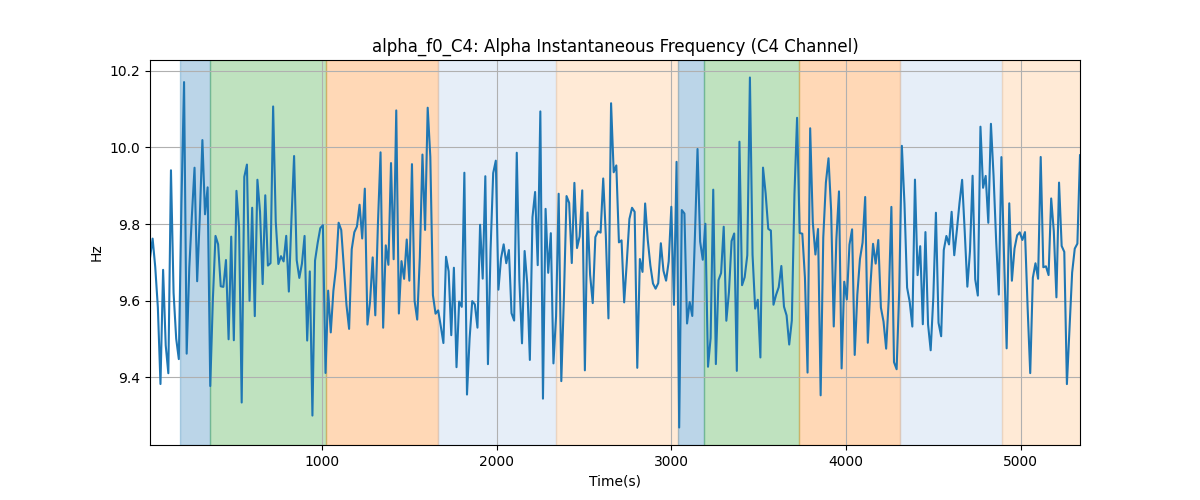 alpha_f0_C4: Alpha Instantaneous Frequency (C4 Channel)
10.2
10.0
9.8
9.6
9.4
Hz
1000 2000 3000 4000 5000
Time(s)